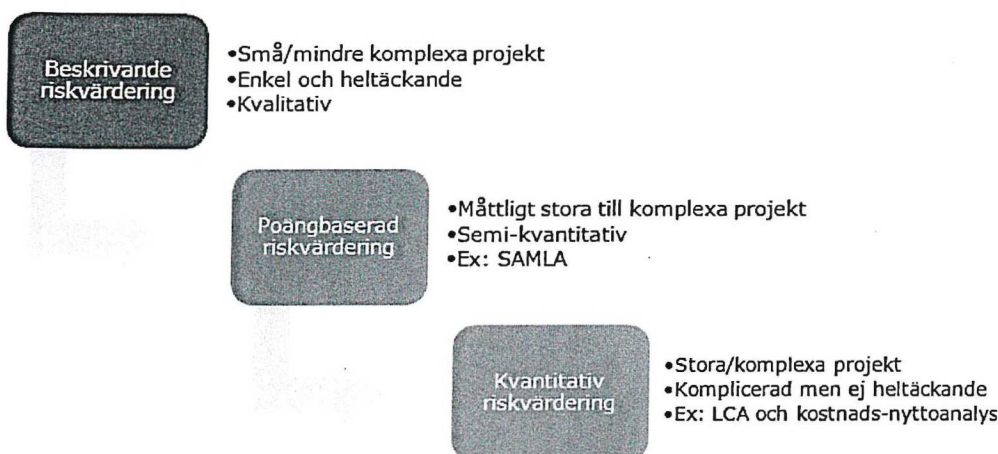 Beskrivande
riskvärdering
•Små/mindre komplexa projekt
•Enkel och heltäckande
•Kvalitativ
Poängbaserad
riskvärdering
•Måttligt stora till komplexa projekt
•Semi-kvantitativ
•Ex: SAMLA
Kvantitativ
riskvärdering
•Stora/komplexa projekt
•Komplicerad men ej heltäckande
•Ex: LCA och kostnads-nyttoanalys